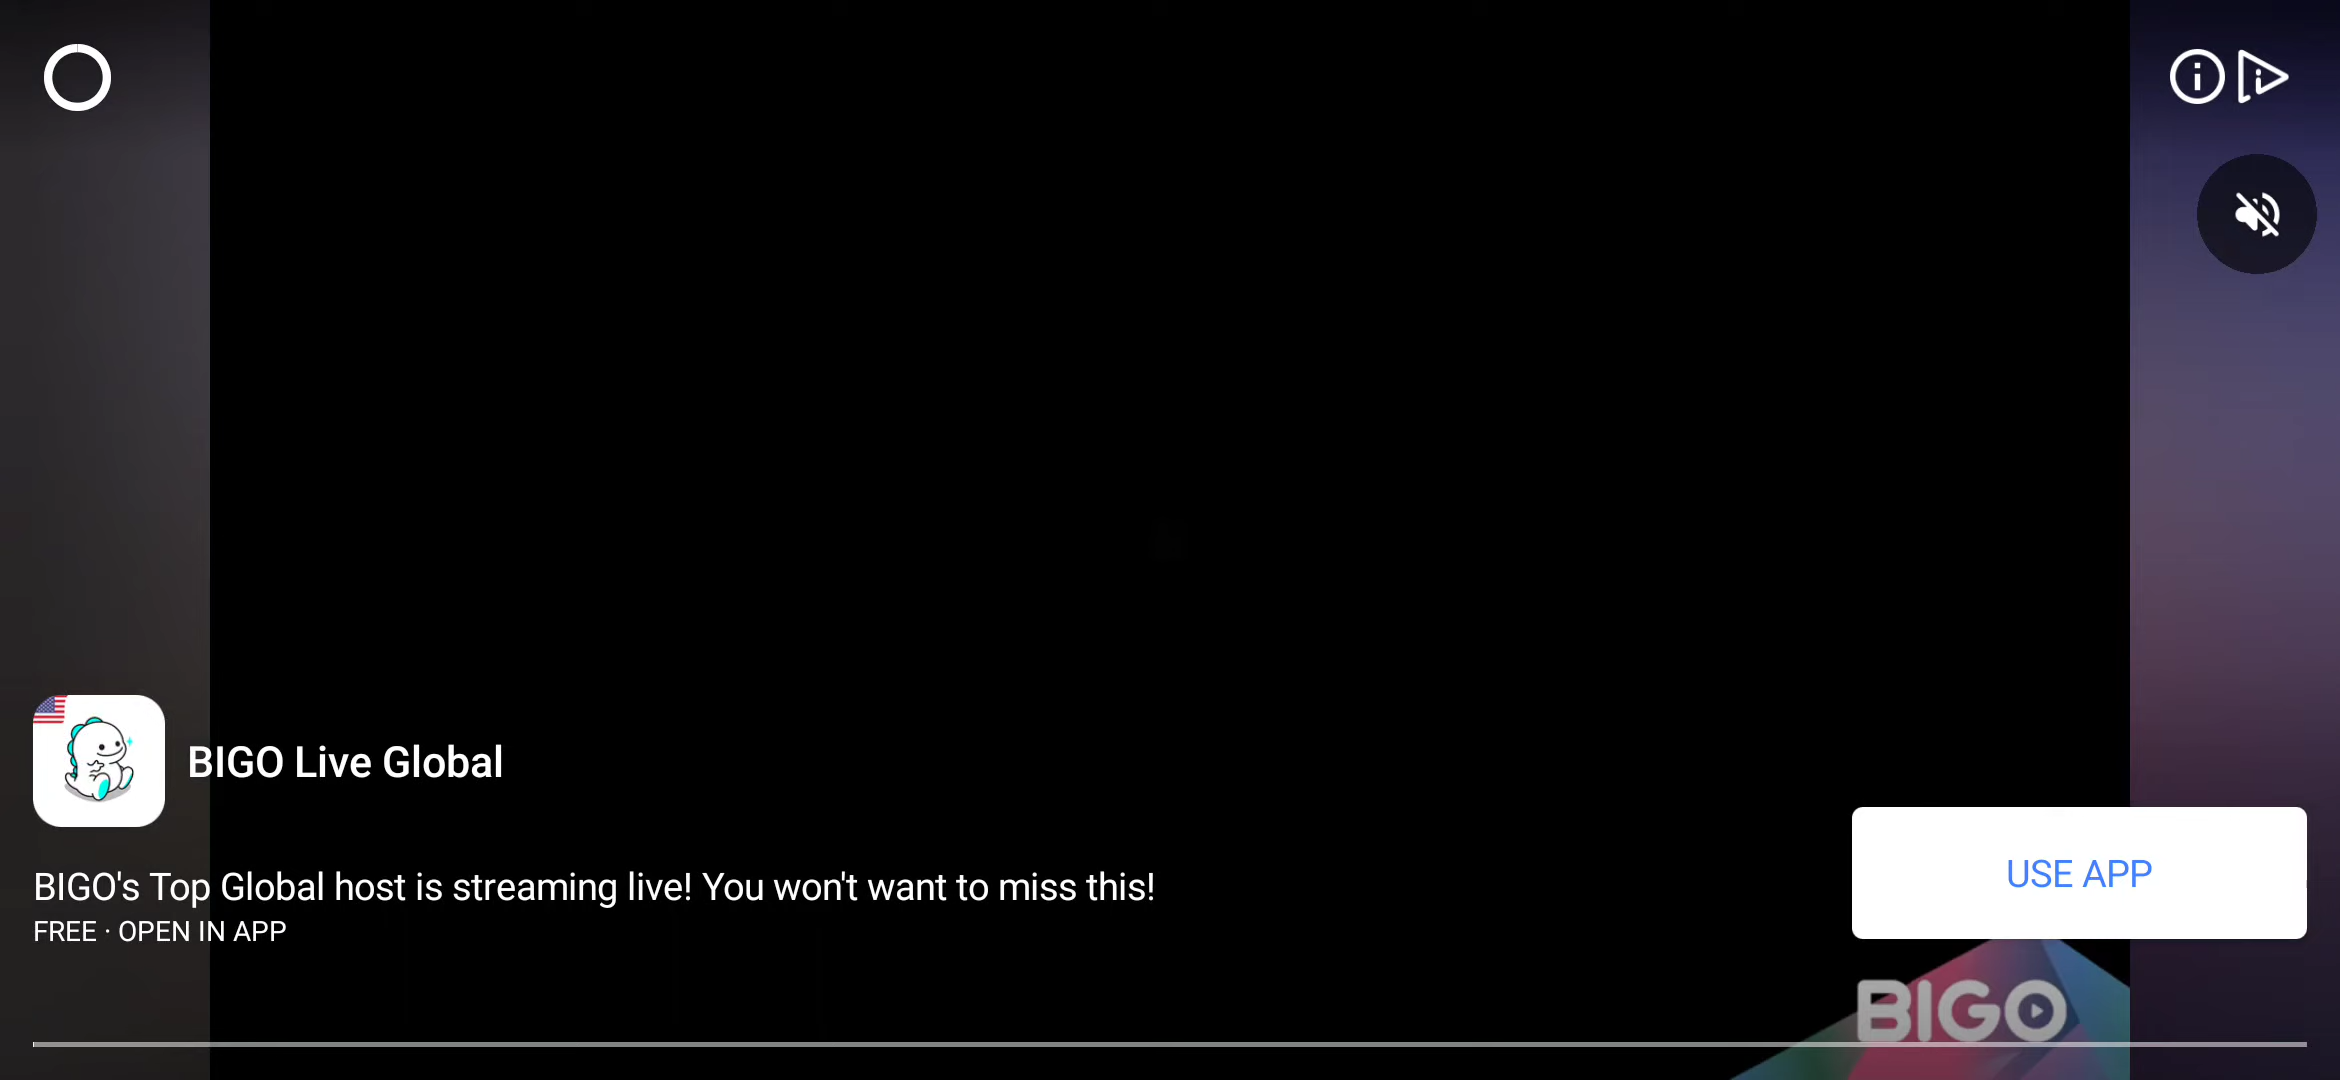 BIGO Live Global
BIGO's Top Global host is streaming live! You won't want to miss this!
FREE · OPEN IN APP
USE APP
BIGO